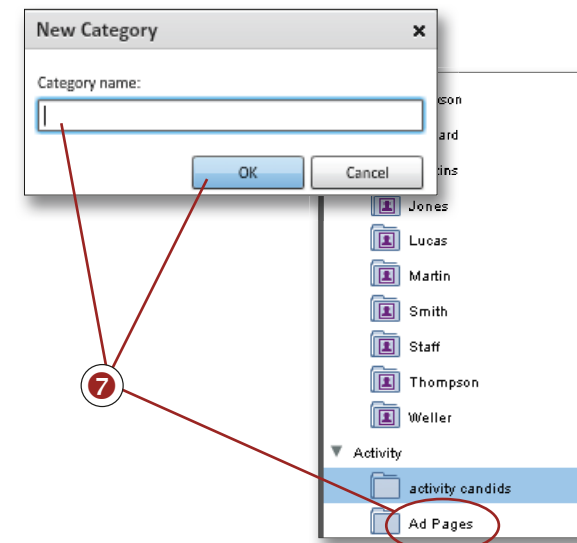 New Category
Category name:
OK Cancel
Jones
Lucas
Martin
Smith
Staff
Thompson
Weller
Activity
activity candids
Ad Pages
7